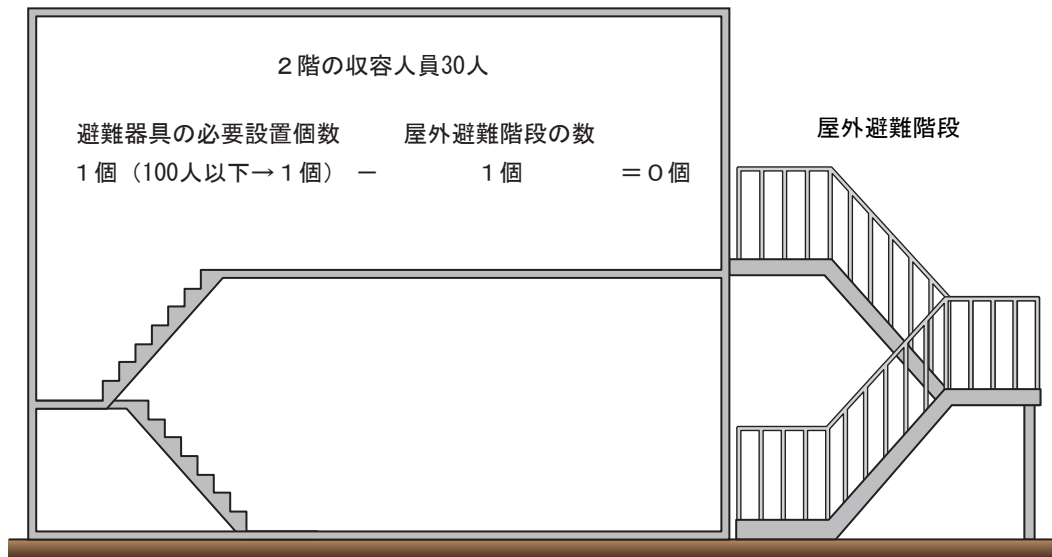 ２階の収容人員30人
避難器具の必要設置個数 屋外避難階段の数
１個（100人以下→１個） － １個 ＝０個
屋外避難階段